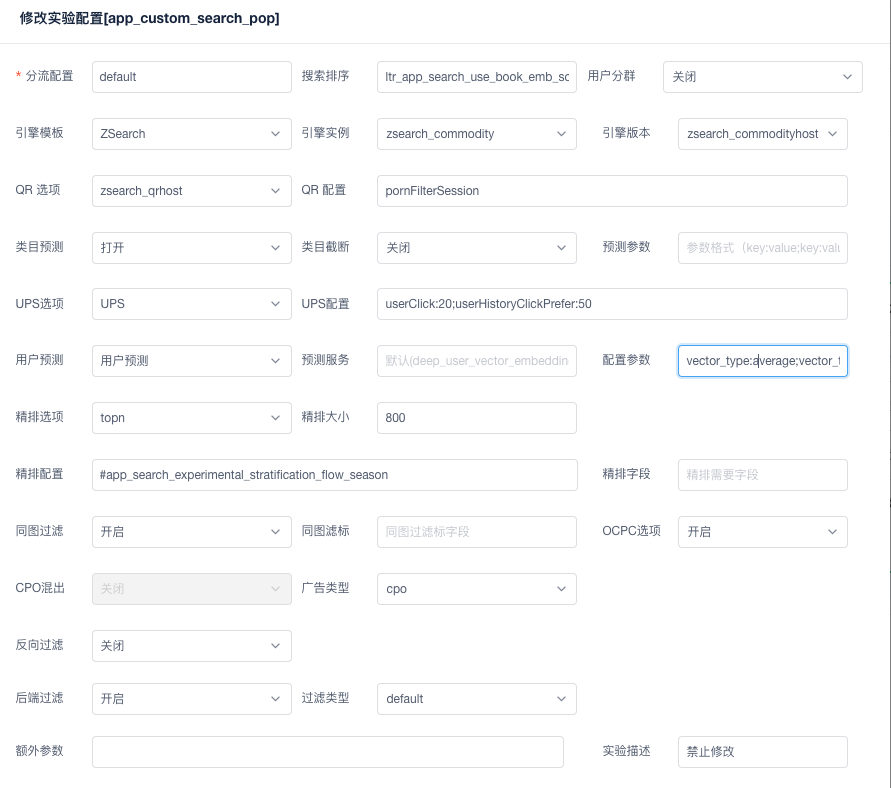 修改实验配置[app_custom_search_pop]
* 分流配置 default 搜索排序 ltr_app_search_use_book_emb_sc 用户分群 关闭
引擎模板 ZSearch 引擎实例 zsearch_commodity 引擎版本 zsearch_commodityhost
QR 选项 zsearch_qrhost QR 配置 pornFilterSession
类目预测 打开 类目截断 关闭 预测参数 参数格式（key:value;key:valu
UPS选项 UPS UPS配置 userClick:20;userHistoryClickPrefer:50
用户预测 用户预测 预测服务 默认(deep_user_vector_embeddin 配置参数 vector_type:average;vector_f
精排选项 topn 精排大小 800
精排配置 #app_search_experimental_stratification_flow_season 精排字段 精排需要字段
同图过滤 开启 同图滤标 同图过滤标字段 OCPC选项 开启
CPO混出 关闭 广告类型 cpo
反向过滤 关闭
后端过滤 开启 过滤类型 default
额外参数 实验描述 禁止修改